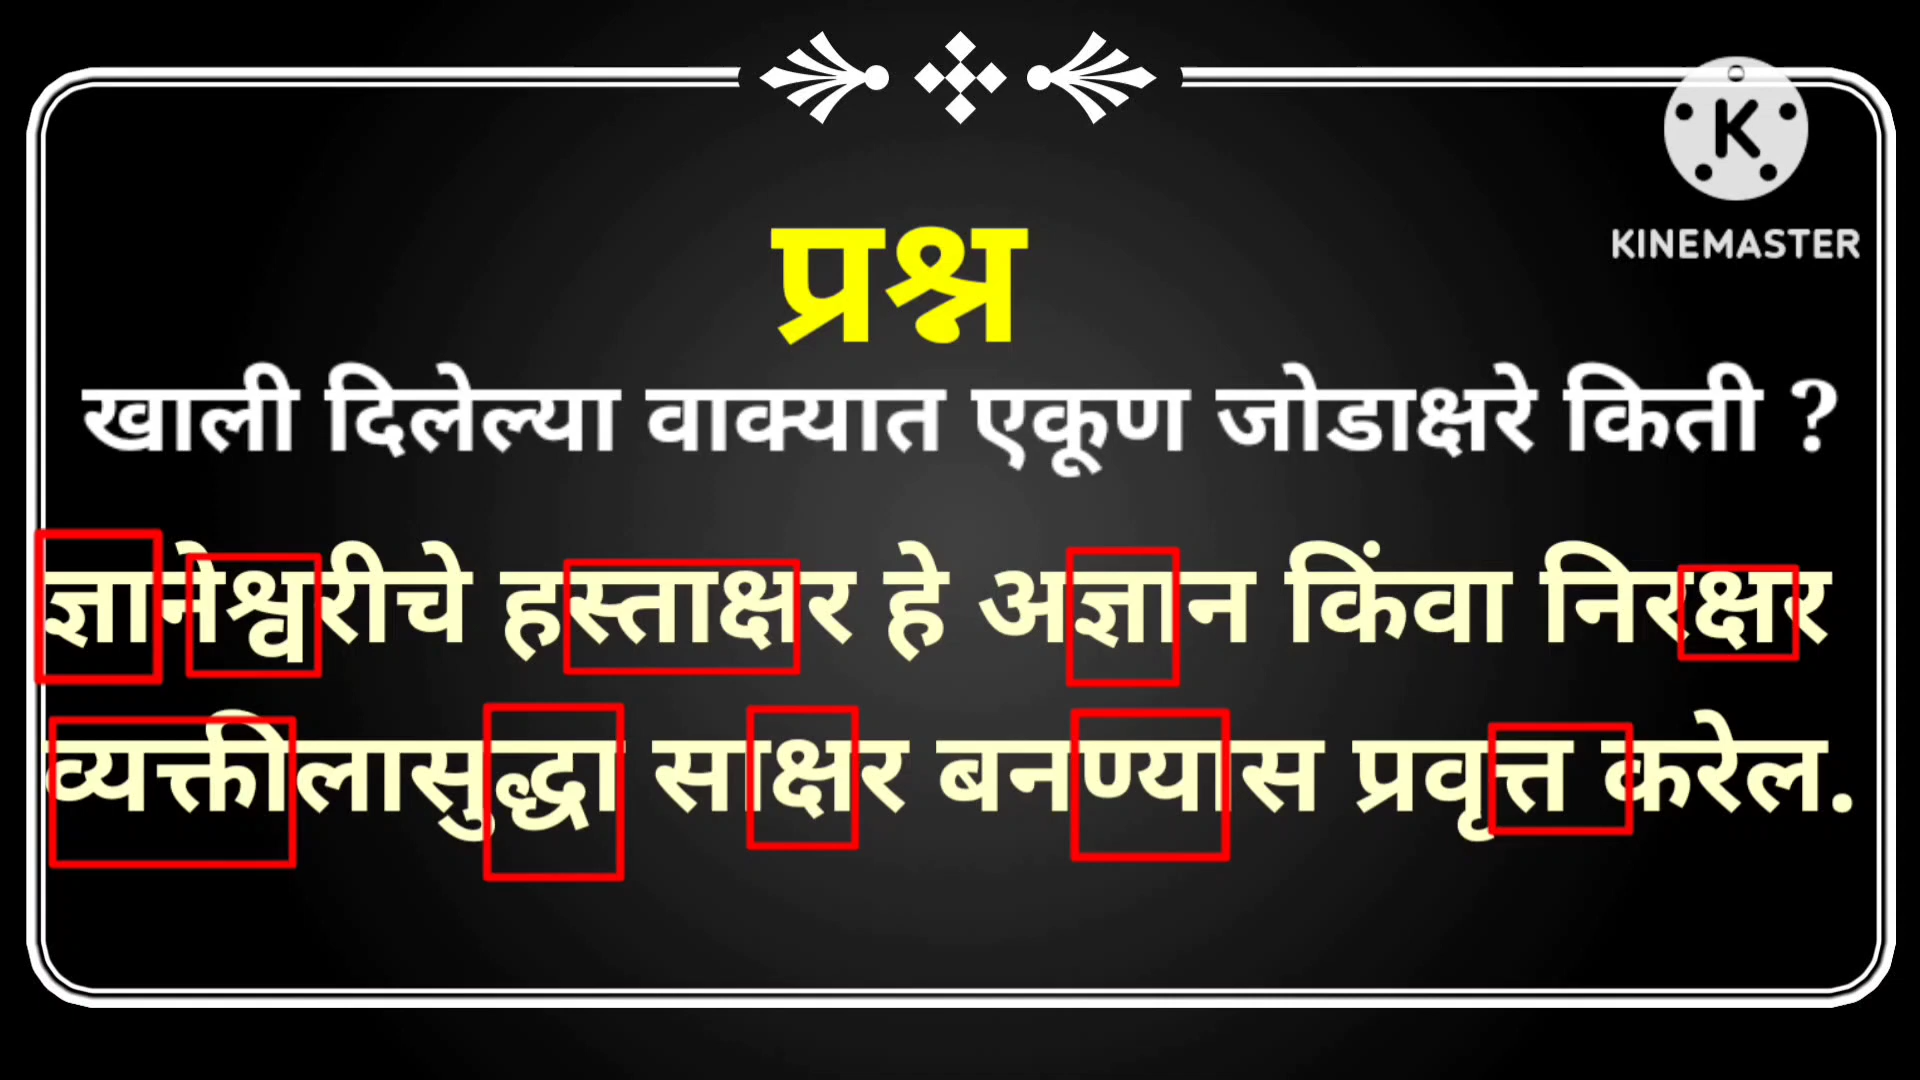 K
KINEMASTER
प्रश्न
खाली दिलेल्या वाक्यात एकूण जोडाक्षरे किती ?
ज्ञानेश्वरीचे हस्ताक्षर हे अज्ञान किंवा निरक्षर
व्यक्तीलासुद्धा साक्षर बनण्यास प्रवृत्त करेल.